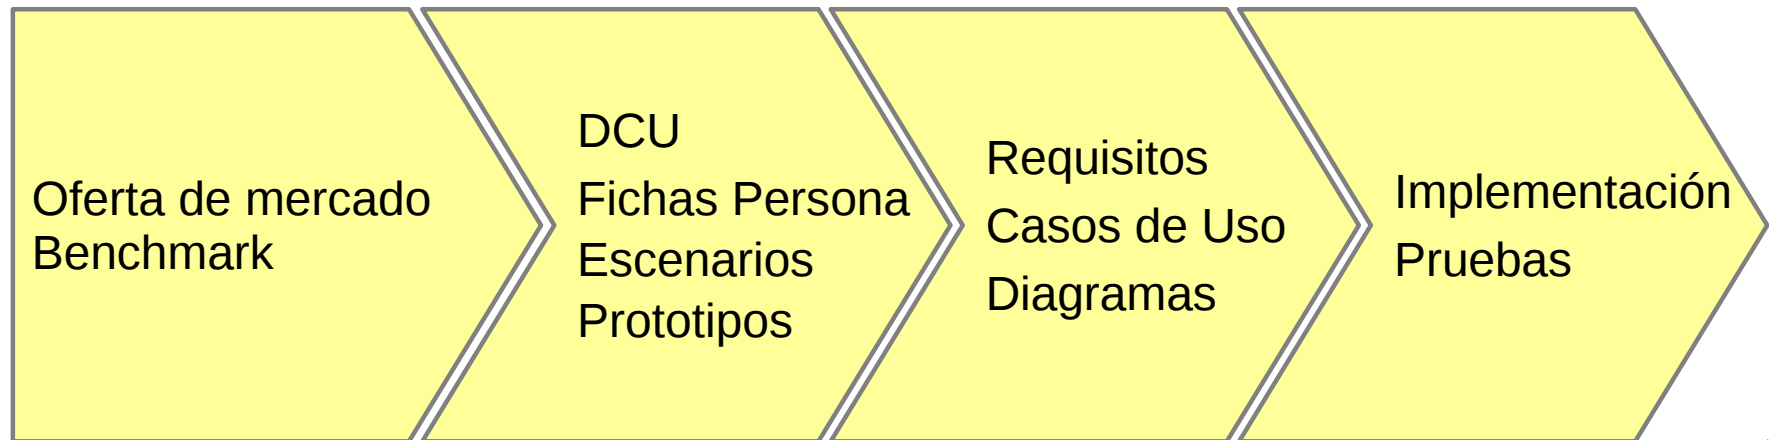 Oferta de mercado
Benchmark
DCU
Fichas Persona
Escenarios
Prototipos
Requisitos
Casos de Uso
Diagramas
Implementación
Pruebas